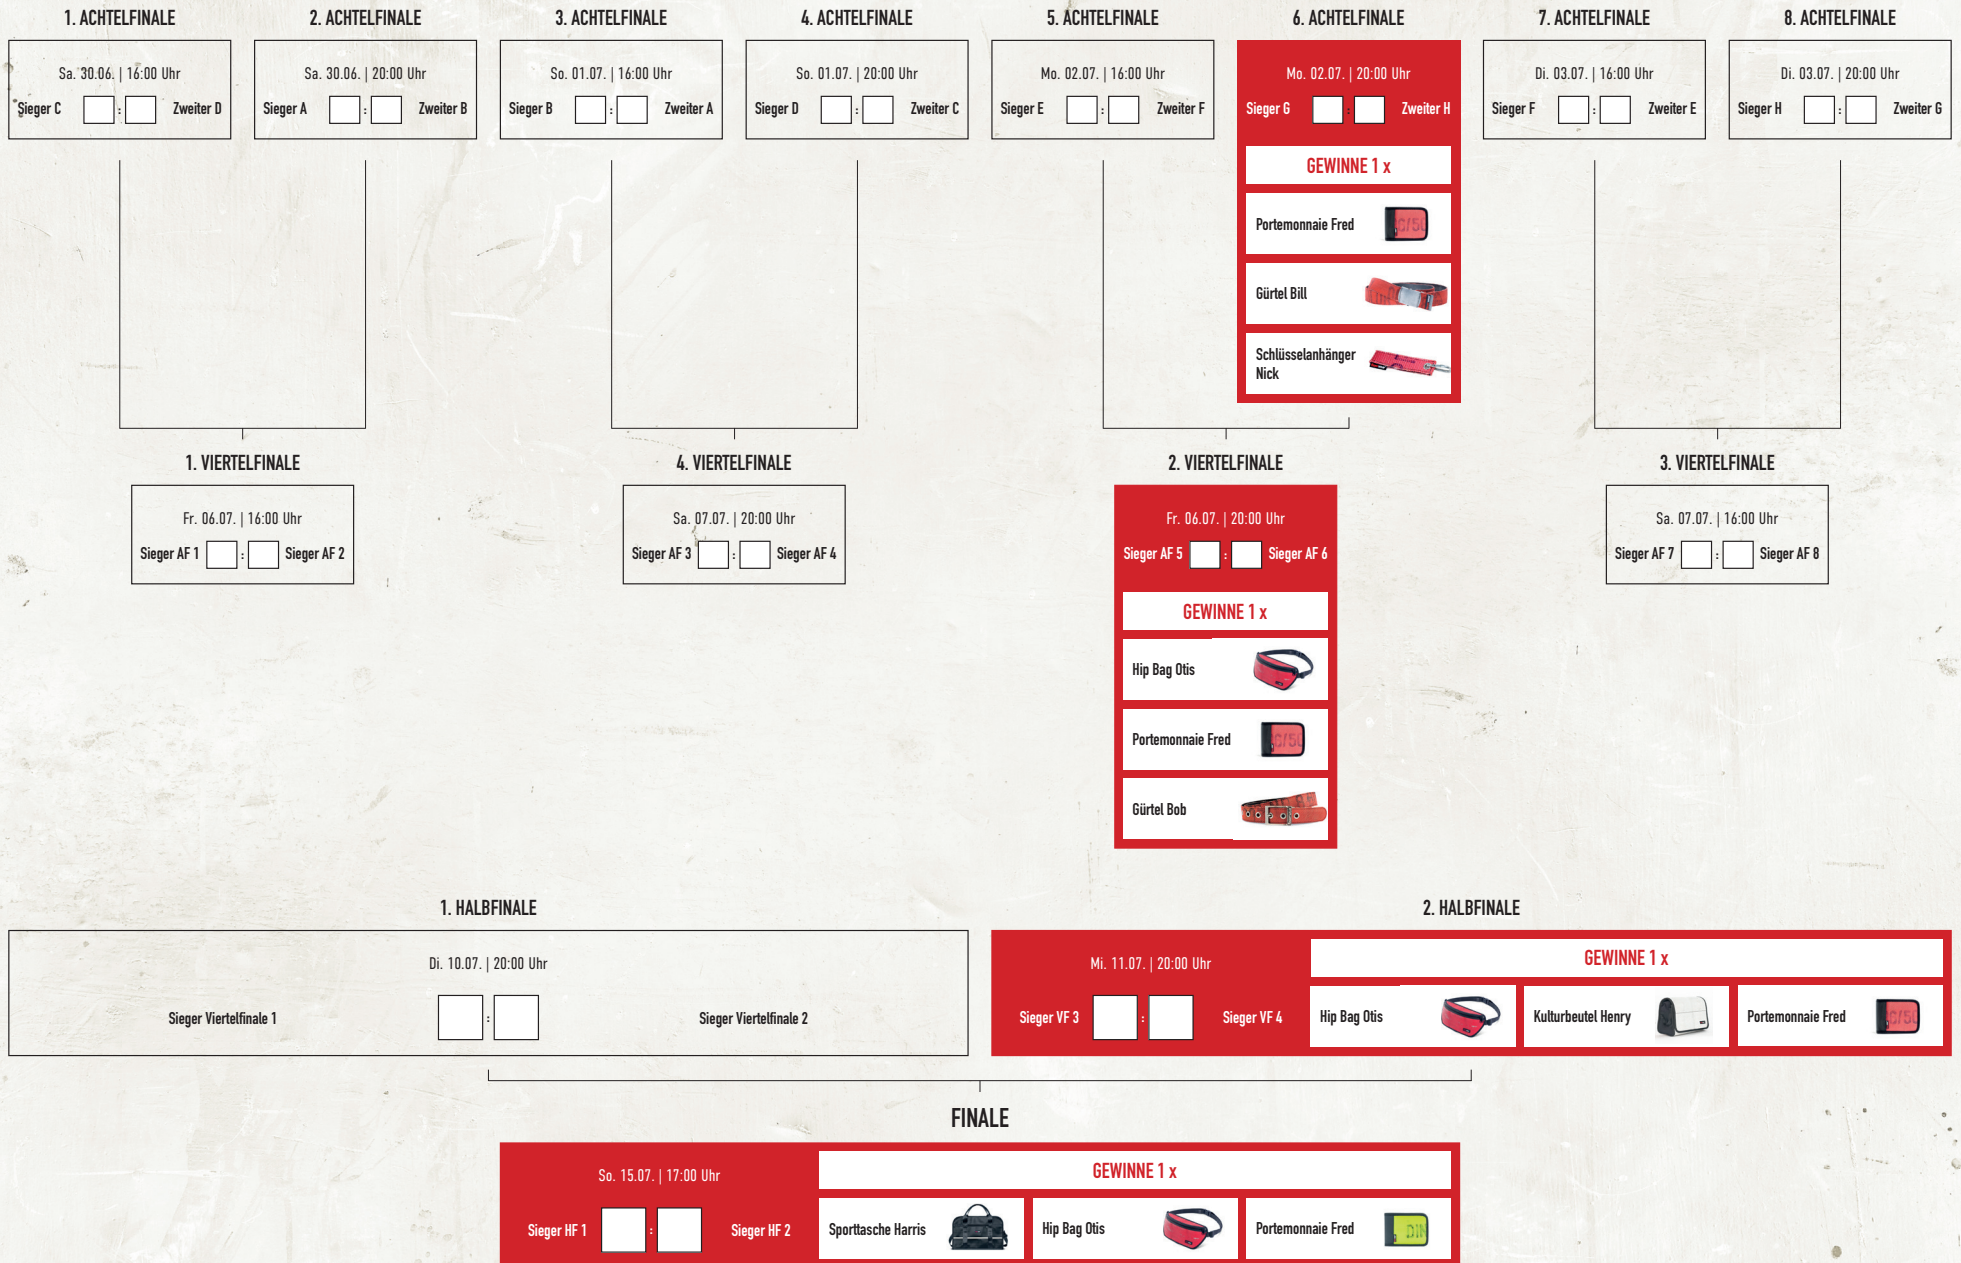 1. ACHTELFINALE
Sa. 30.06. | 16:00 Uhr
Sieger C : Zweiter D
2. ACHTELFINALE
Sa. 30.06. | 20:00 Uhr
Sieger A : Zweiter B
3. ACHTELFINALE
So. 01.07. | 16:00 Uhr
Sieger B : Zweiter A
4. ACHTELFINALE
So. 01.07. | 20:00 Uhr
Sieger D : Zweiter C
5. ACHTELFINALE
Mo. 02.07. | 16:00 Uhr
Sieger E : Zweiter F
6. ACHTELFINALE
Mo. 02.07. | 20:00 Uhr
Sieger G : Zweiter H
GEWINNE 1 x
Portemonnaie Fred
Gürtel Bill
Schlüsselanhänger
Nick
7. ACHTELFINALE
Di. 03.07. | 16:00 Uhr
Sieger F : Zweiter E
8. ACHTELFINALE
Di. 03.07. | 20:00 Uhr
Sieger H : Zweiter G
1. VIERTELFINALE
Fr. 06.07. | 16:00 Uhr
Sieger AF 1 : Sieger AF 2
4. VIERTELFINALE
Sa. 07.07. | 20:00 Uhr
Sieger AF 3 : Sieger AF 4
2. VIERTELFINALE
Fr. 06.07. | 20:00 Uhr
Sieger AF 5 : Sieger AF 6
GEWINNE 1 x
Hip Bag Otis
Portemonnaie Fred
Gürtel Bob
3. VIERTELFINALE
Sa. 07.07. | 16:00 Uhr
Sieger AF 7 : Sieger AF 8
1. HALBFINALE
Di. 10.07. | 20:00 Uhr
Sieger Viertelfinale 1 : Sieger Viertelfinale 2
2. HALBFINALE
Mi. 11.07. | 20:00 Uhr
Sieger VF 3 : Sieger VF 4
GEWINNE 1 x
Hip Bag Otis
Kulturbeutel Henry
Portemonnaie Fred
FINALE
So. 15.07. | 17:00 Uhr
Sieger HF 1 : Sieger HF 2
GEWINNE 1 x
Sporttasche Harris
Hip Bag Otis
Portemonnaie Fred
DIN